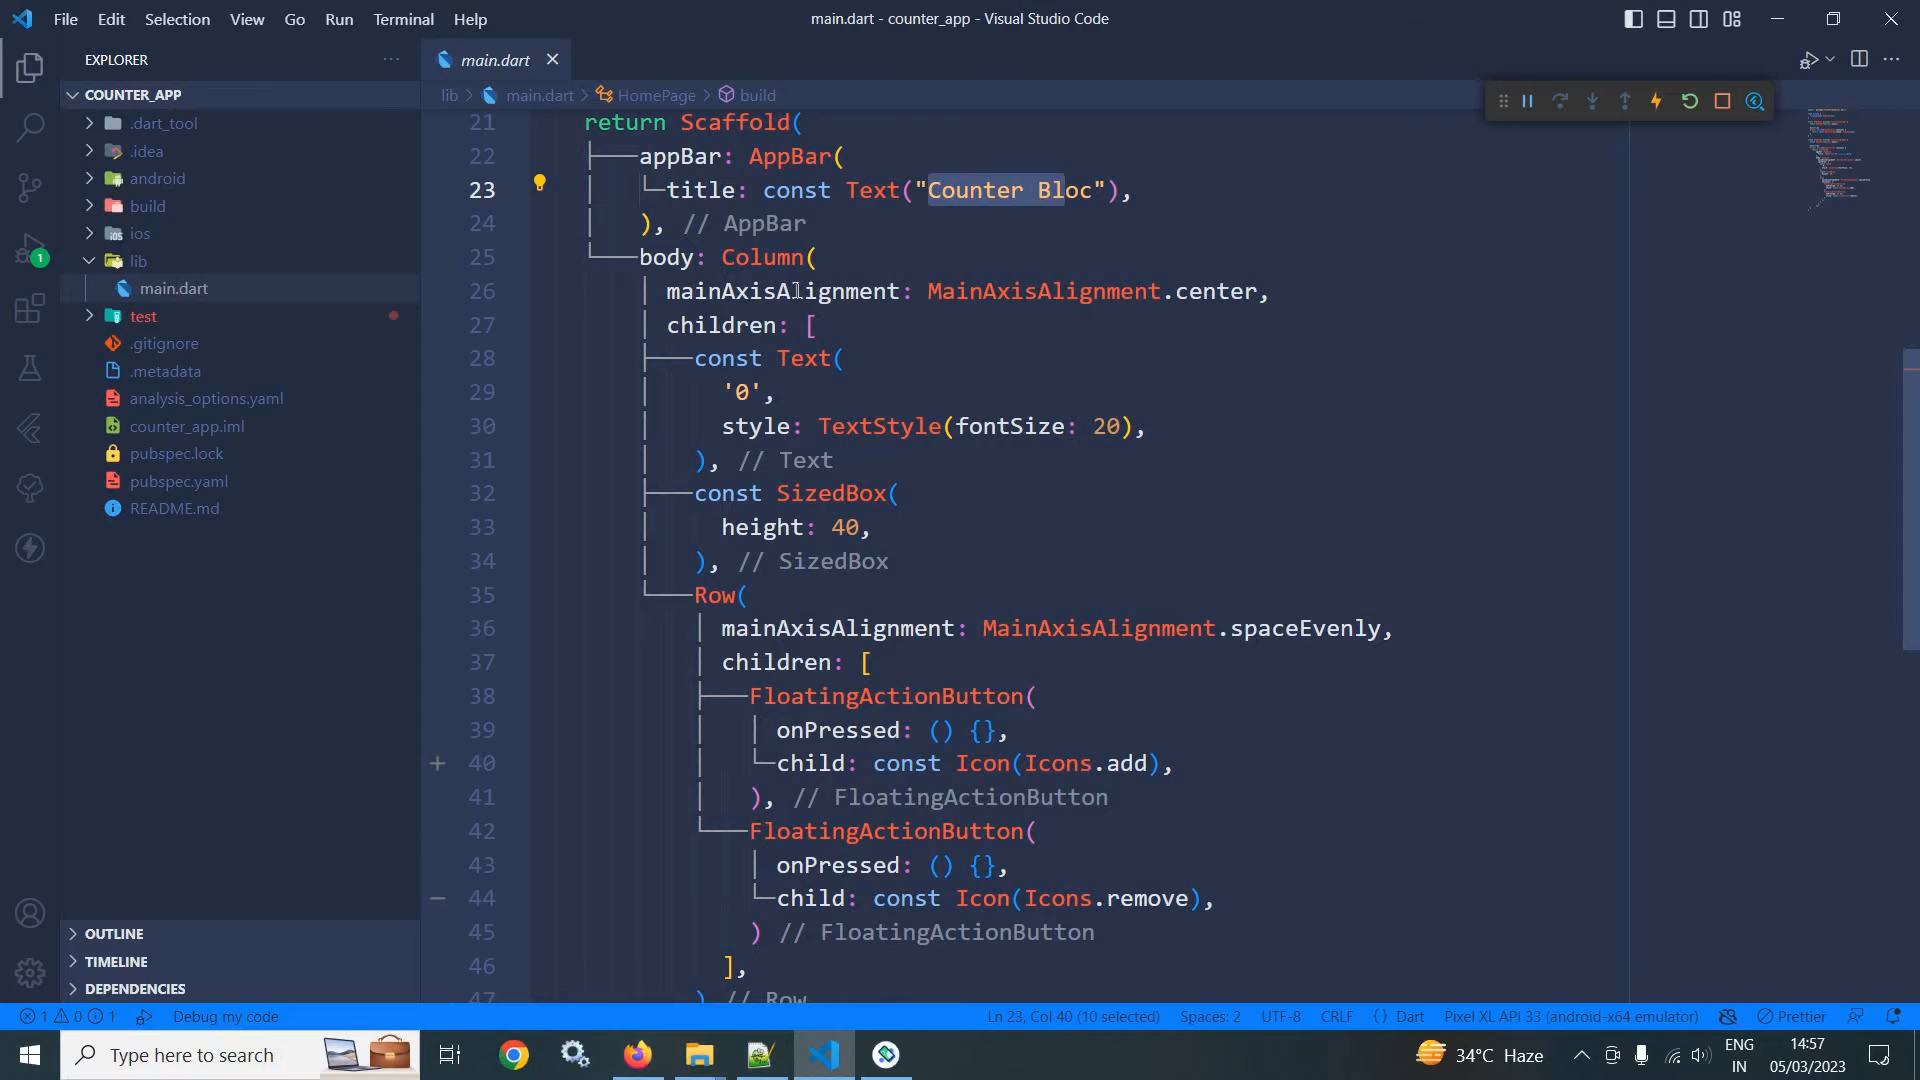 File Edit Selection View Go Run Terminal Help
main.dart - counter_app - Visual Studio Code
EXPLORER
COUNTER_APP
.dart_tool
.idea
android
build
ios
lib
main.dart
test
.gitignore
.metadata
analysis_options.yaml
counter_app.iml
pubspec.lock
pubspec.yaml
README.md
OUTLINE
TIMELINE
DEPENDENCIES
1
main.dart
lib > main.dart > HomePage > build
21 return Scaffold(
22 appBar: AppBar(
23 title: const Text("Counter Bloc"),
24 ), // AppBar
25 body: Column(
26 mainAxisAlignment: MainAxisAlignment.center,
27 children: [
28 const Text(
29 '0',
30 style: TextStyle(fontSize: 20),
31 ), // Text
32 const SizedBox(
33 height: 40,
34 ), // SizedBox
35 Row(
36 mainAxisAlignment: MainAxisAlignment.spaceEvenly,
37 children: [
38 FloatingActionButton(
39 onPressed: () {},
40 child: const Icon(Icons.add),
41 ), // FloatingActionButton
42 FloatingActionButton(
43 onPressed: () {},
44 child: const Icon(Icons.remove),
45 ) // FloatingActionButton
46 ],
47 ) // Row
1 0 1 Debug my code
Ln 23, Col 40 (10 selected) Spaces: 2 UTF-8 CRLF {} Dart Pixel XL API 33 (android-x64 emulator) Prettier
Type here to search
34°C Haze
ENG
IN
14:57
05/03/2023